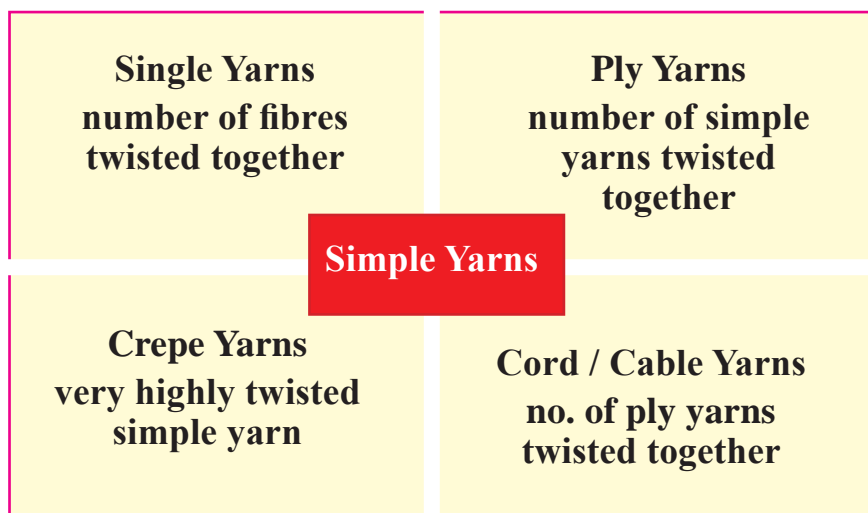 Single Yarns
number of fibres
twisted together
Ply Yarns
number of simple
yarns twisted
together
Simple Yarns
Crepe Yarns
very highly twisted
simple yarn
Cord / Cable Yarns
no. of ply yarns
twisted together